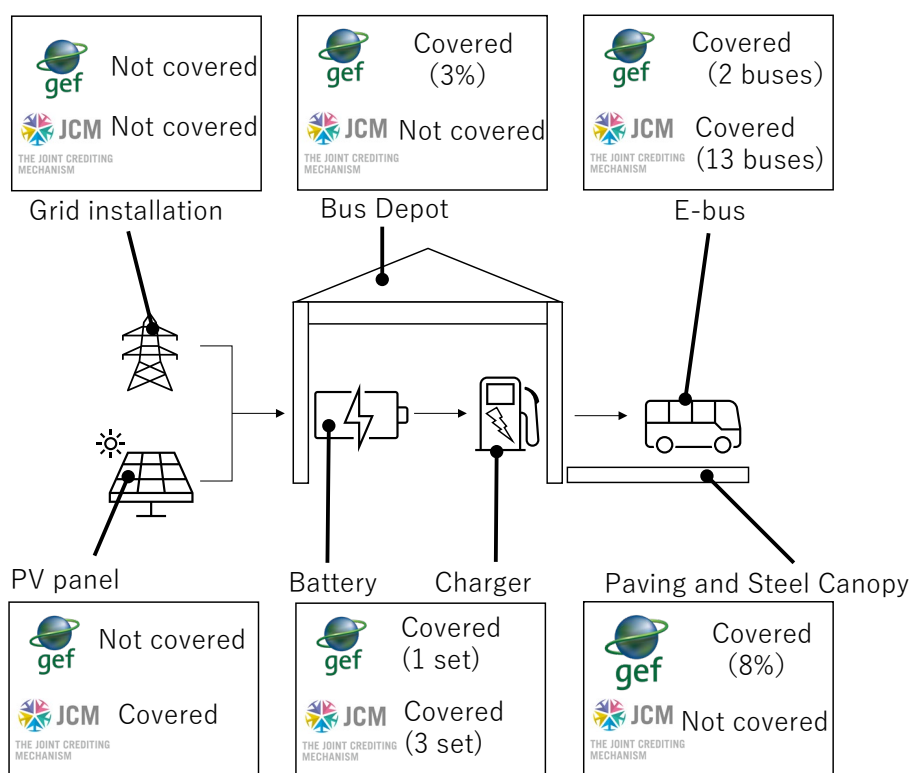 gef Not covered
JCM Not covered
THE JOINT CREDITING
MECHANISM
Grid installation
gef Covered
(3%)
JCM Not covered
THE JOINT CREDITING
MECHANISM
Bus Depot
gef Covered
(2 buses)
JCM Covered
(13 buses)
THE JOINT CREDITING
MECHANISM
E-bus
PV panel
gef Not covered
JCM Covered
THE JOINT CREDITING
MECHANISM
Battery
Charger
gef Covered
(1 set)
JCM Covered
(3 set)
THE JOINT CREDITING
MECHANISM
Paving and Steel Canopy
gef Covered
(8%)
JCM Not covered
THE JOINT CREDITING
MECHANISM